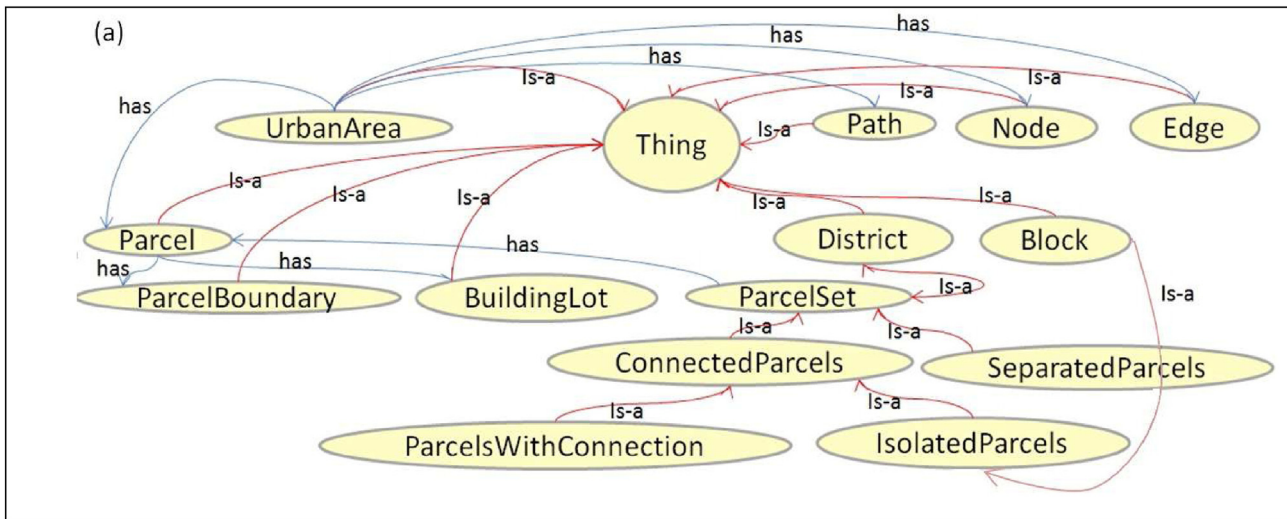 (a)
has
has
has
Is-a
Is-a
Is-a
has
UrbanArea
Thing
Is-a
Path
Node
Edge
Is-a
Is-a
Is-a
Is-a
Is-a
Parcel
has
has
has
District
Block
ParcelBoundary
BuildingLot
ParcelSet
Is-a
Is-a
Is-a
Is-a
ConnectedParcels
SeparatedParcels
Is-a
Is-a
ParcelsWithConnection
IsolatedParcels
Is-a